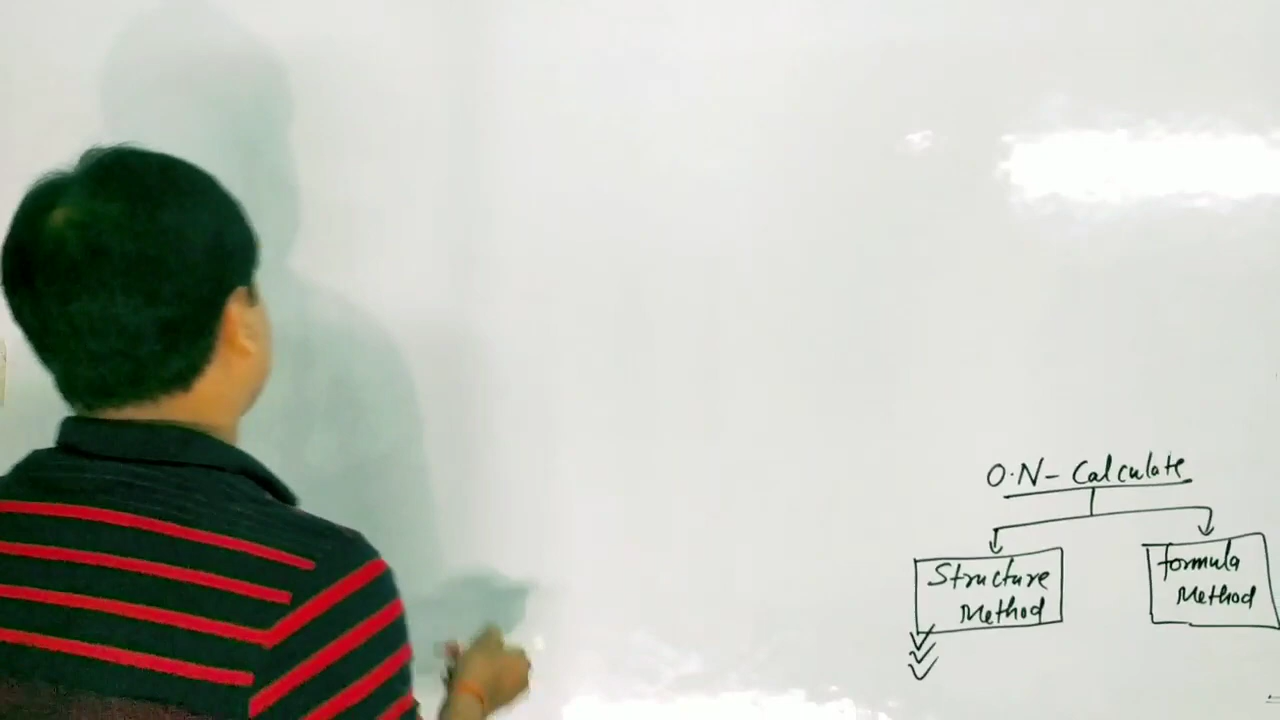 O.N- Calculate
Structure
Method
formula
Method